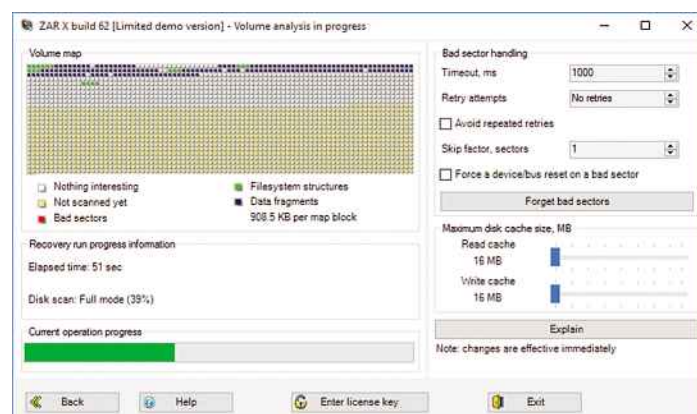 ZAR X build 62 [Limited demo version] - Volume analysis in progress
Volume map
Nothing interesting
Filesystem structures
Not scanned yet
Data fragments
Bad sectors
908.5 KB per map block
Recovery run progress information
Elapsed time: 51 sec
Disk scan: Full mode (39%)
Current operation progress
Bad sector handling
Timeout, ms
1000
Retry attempts
No retries
Avoid repeated retries
Skip factor, sectors
1
Force a device/bus reset on a bad sector
Forget bad sectors
Maximum disk cache size, MB
Read cache
16 MB
Write cache
16 MB
Explain
Note: changes are effective immediately
Back
Help
Enter license key
Exit